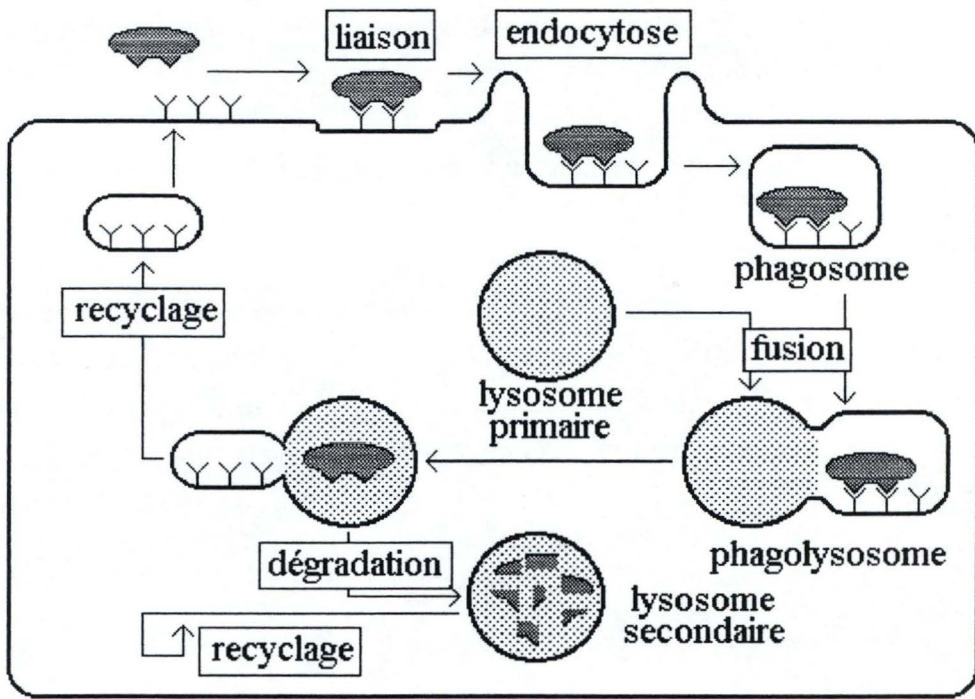 liaison
endocytose
phagosome
recyclage
fusion
lysosome
primaire
phagolysosome
dégradation
lysosome
secondaire
recyclage